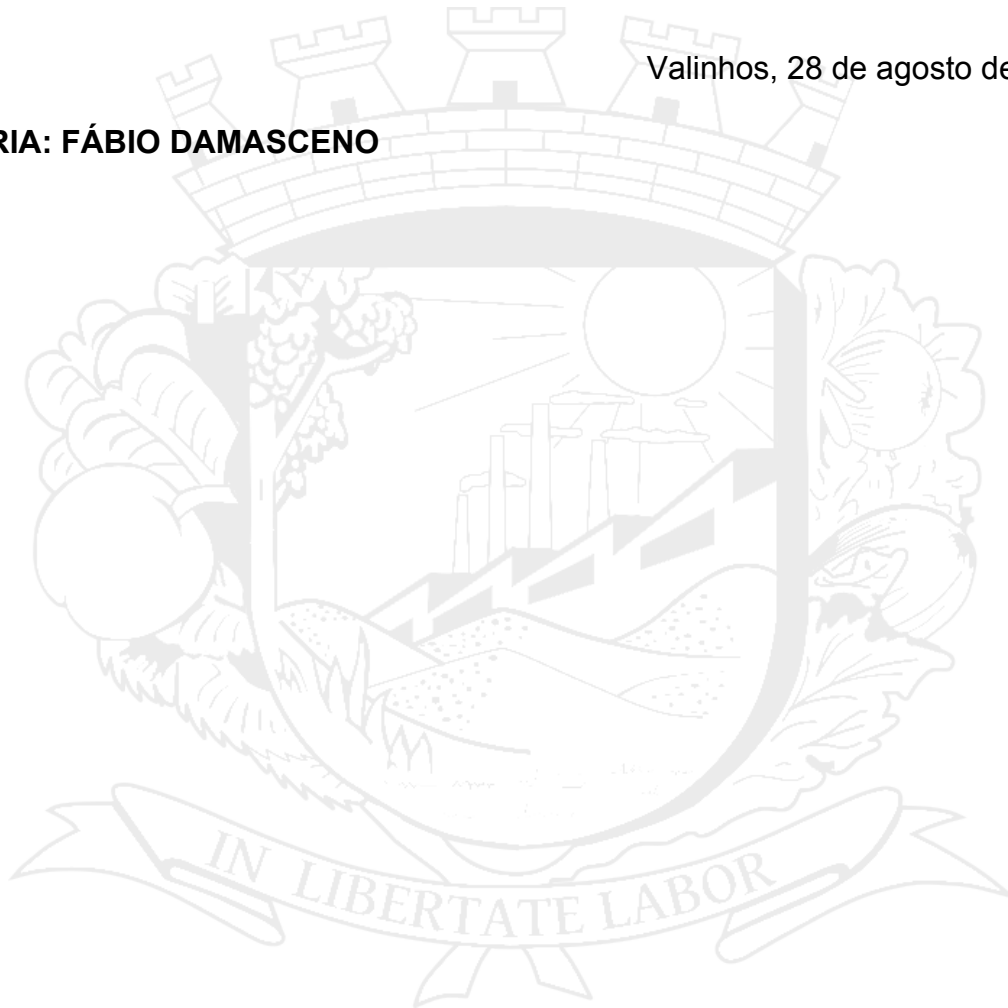 Valinhos, 28 de agosto de
RIA: FÁBIO DAMASCENO
IN LIBERTATE LABOR